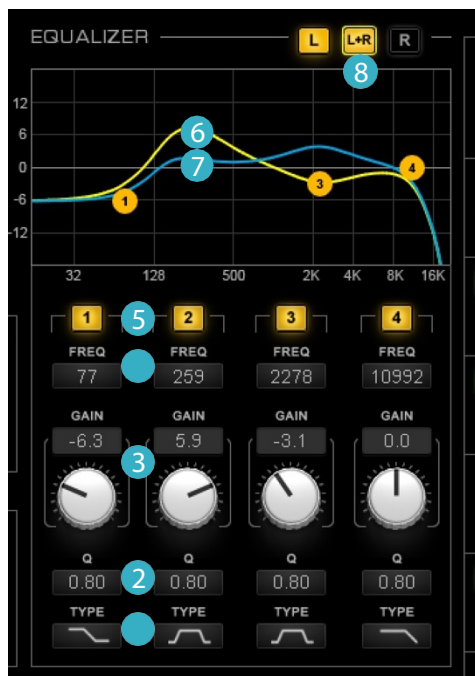 EQUALIZER L L+R R
8
12
6
0
-6
-12
6
7
1
3
4
32 128 500 2K 4K 8K 16K
1 5 2 3 4
FREQ FREQ FREQ FREQ
77 259 2278 10992
GAIN GAIN GAIN GAIN
-6.3 5.9 -3.1 0.0
3
Q Q Q Q
0.80 2 0.80 0.80 0.80
TYPE TYPE TYPE TYPE